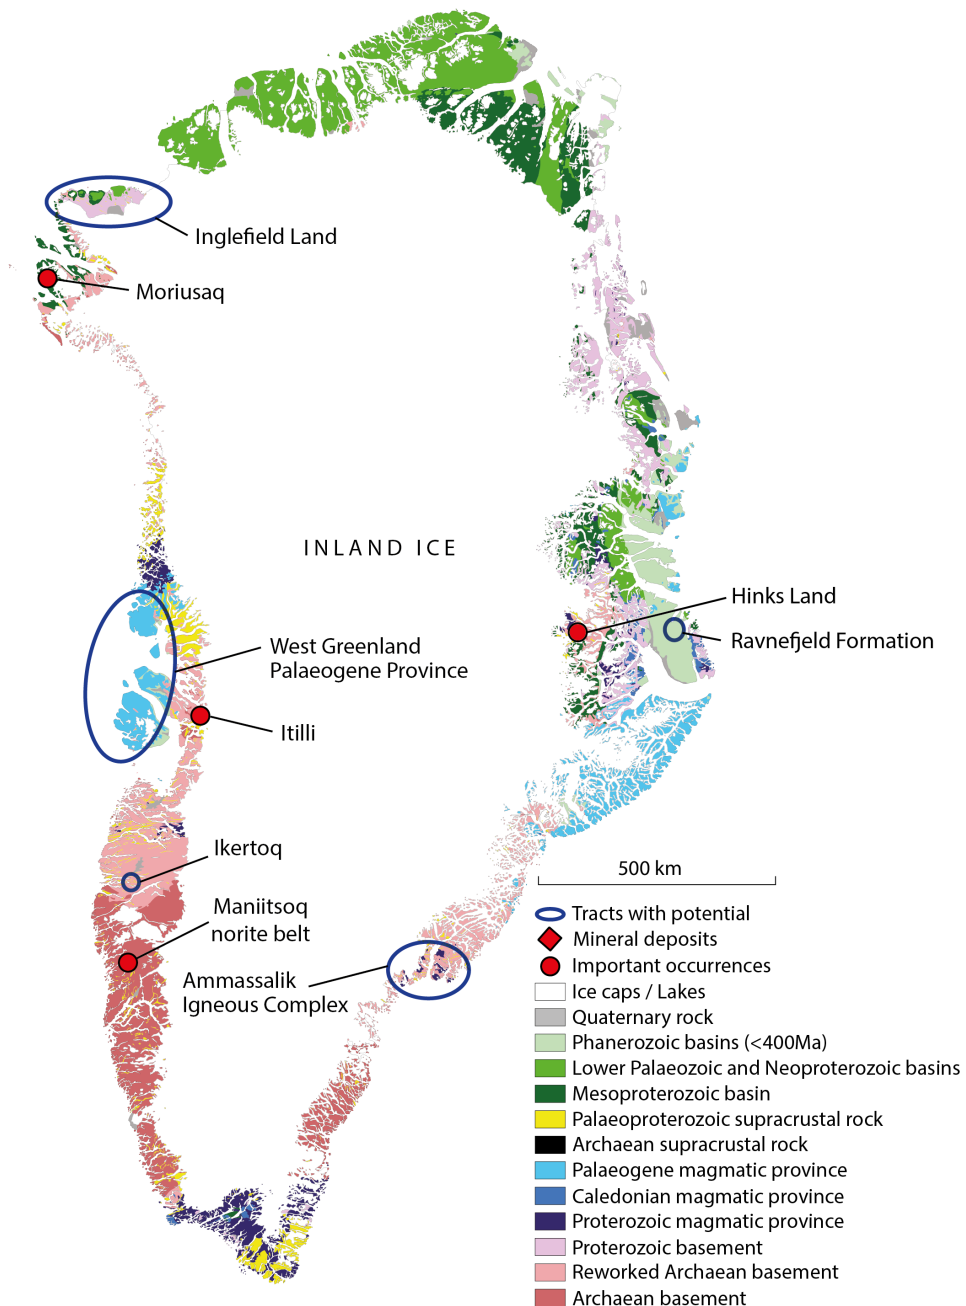 Inglefield Land
Moriusaq
INLAND ICE
Hinks Land
Ravnefjeld Formation
West Greenland
Palaeogene Province
Itilli
Ikertoq
Maniitsoq
norite belt
Ammassalik
Igneous Complex
500 km
Tracts with potential
Mineral deposits
Important occurrences
Ice caps / Lakes
Quaternary rock
Phanerozoic basins (<400Ma)
Lower Palaeozoic and Neoproterozoic basins
Mesoproterozoic basin
Palaeoproterozoic supracrustal rock
Archaean supracrustal rock
Palaeogene magmatic province
Caledonian magmatic province
Proterozoic magmatic province
Proterozoic basement
Reworked Archaean basement
Archaean basement